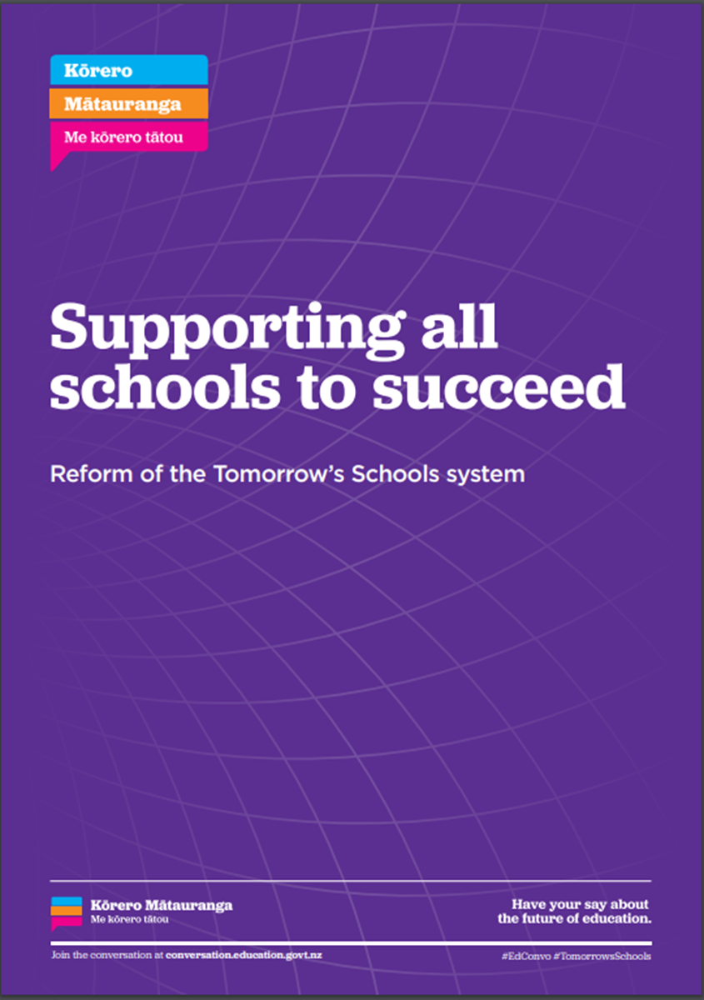 Kōrero
Mātauranga
Me kōrero tātou
Supporting all
schools to succeed
Reform of the Tomorrow's Schools system
Kōrero Mātauranga
Me kōrero tātou
Have your say about
the future of education.
Join the conversation at conversation.education.govt.nz
#EdConvo #TomorrowsSchools